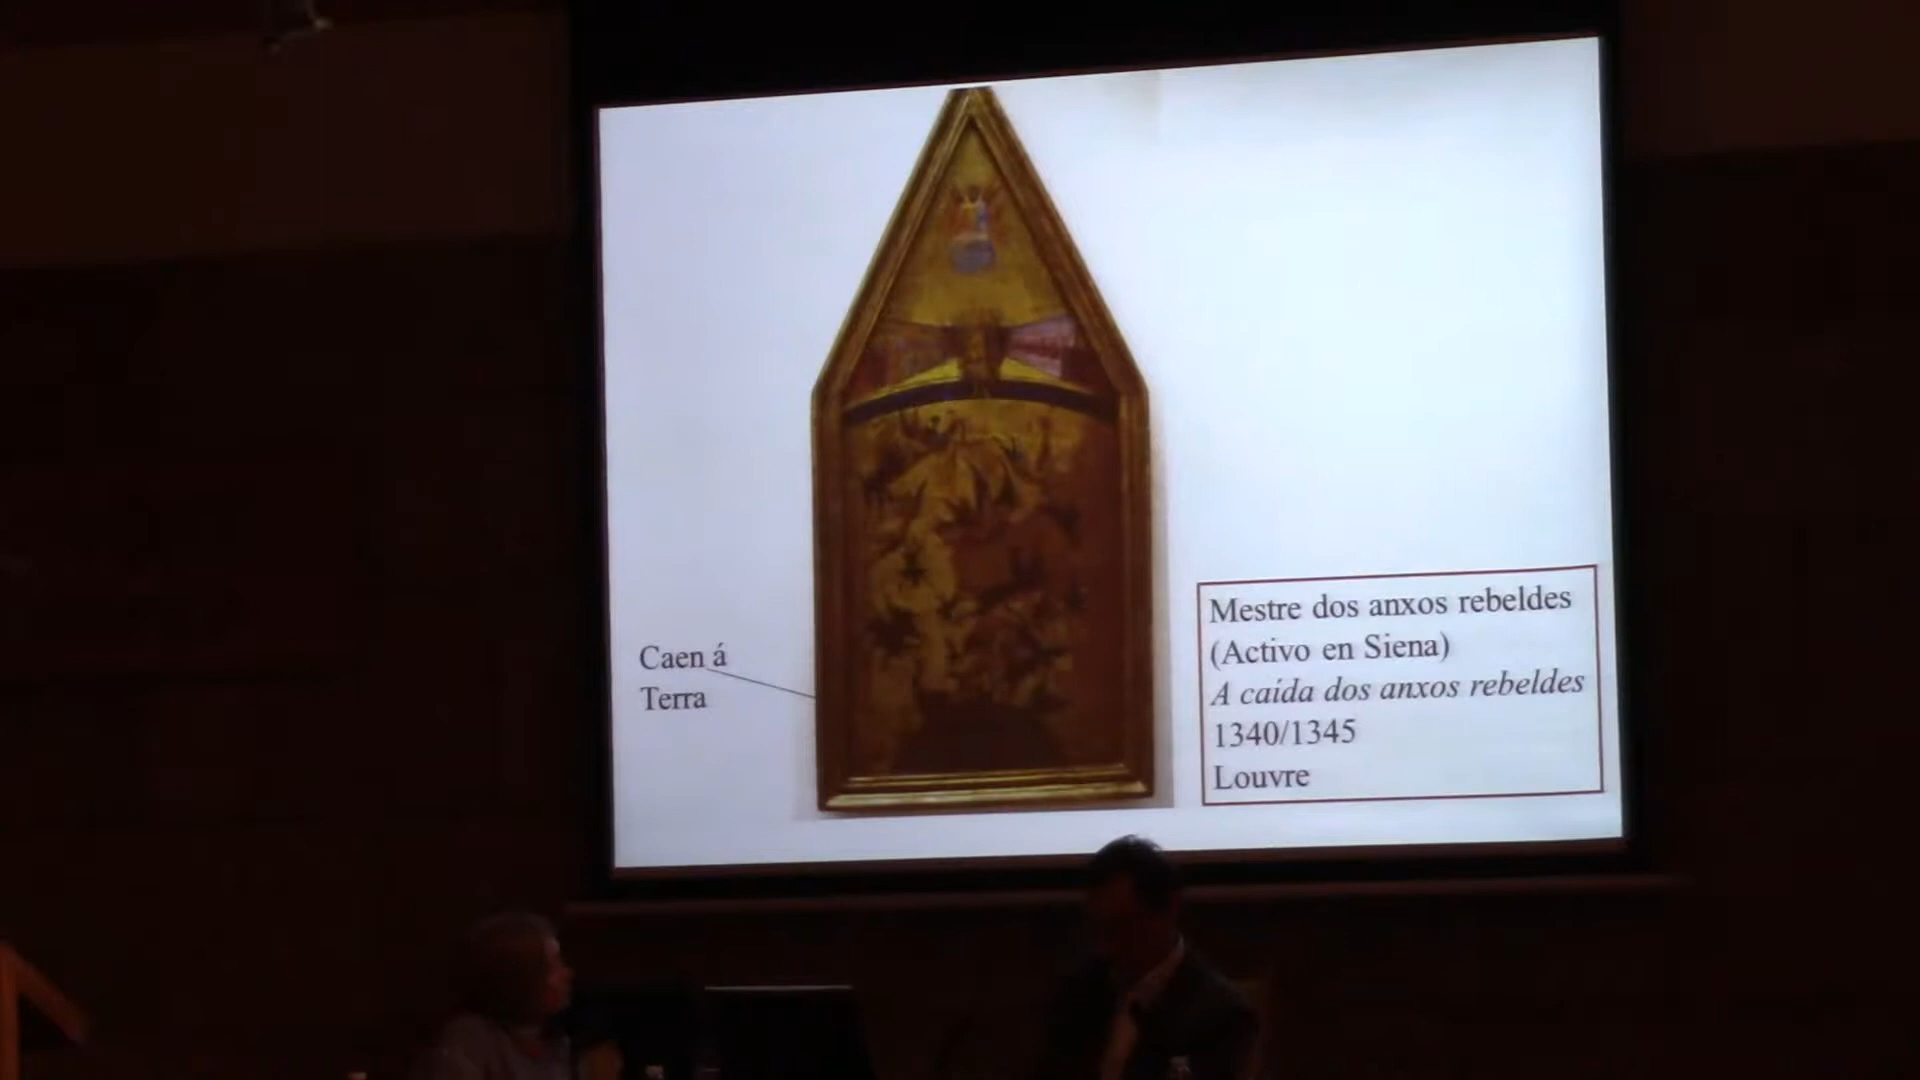 Caen á
Terra
Mestre dos anxos rebeldes
(Activo en Siena)
A caída dos anxos rebeldes
1340/1345
Louvre